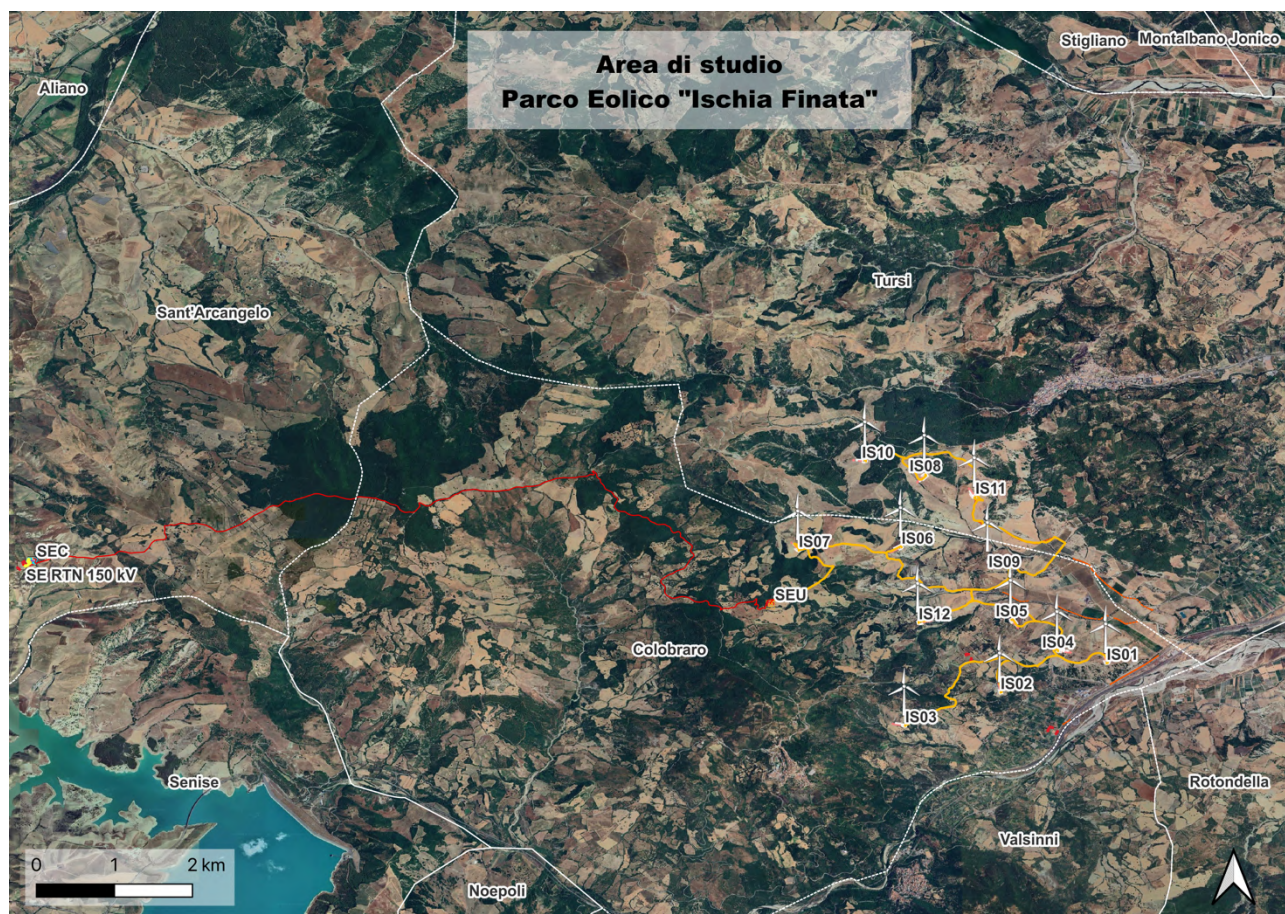 Area di studio
Parco Eolico "Ischia Finata"
Stigliano
Montalbano Jonico
Aliano
Tursi
Sant'Arcangelo
IS10
IS08
IS11
IS07
IS06
IS09
SEC
SE RTN 150 kV
SEU
IS12
IS05
IS04
IS01
Colobraro
IS02
IS03
Senise
Rotondella
Valsinni
Noepoli
0 1 2 km